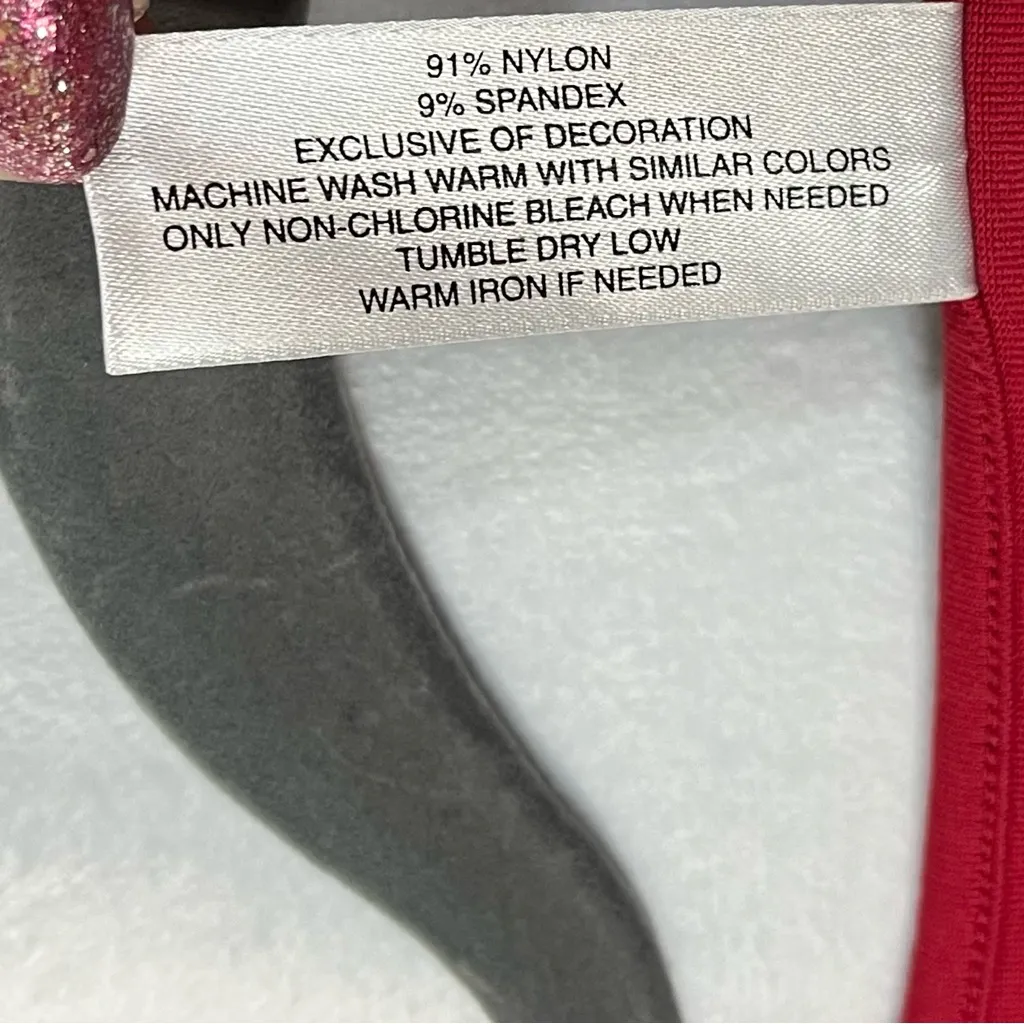 91% NYLON
9% SPANDEX
EXCLUSIVE OF DECORATION
MACHINE WASH WARM WITH SIMILAR COLORS
ONLY NON-CHLORINE BLEACH WHEN NEEDED
TUMBLE DRY LOW
WARM IRON IF NEEDED